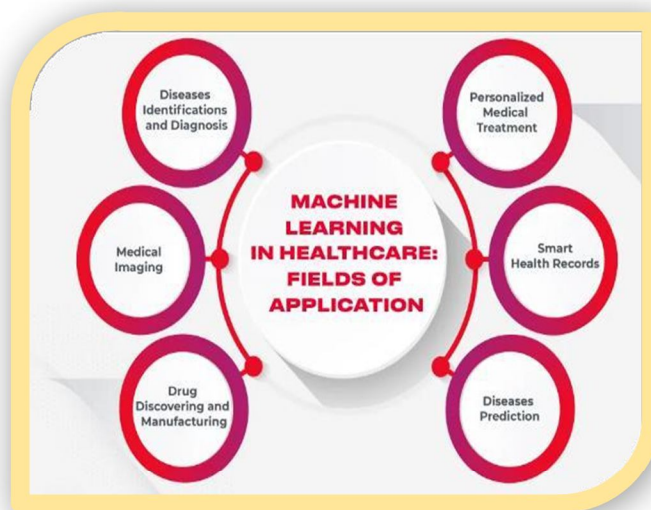 Diseases
Identifications
and Diagnosis
Medical
Imaging
Drug
Discovering and
Manufacturing
MACHINE
LEARNING
IN HEALTHCARE:
FIELDS OF
APPLICATION
Personalized
Medical
Treatment
Smart
Health Records
Diseases
Prediction